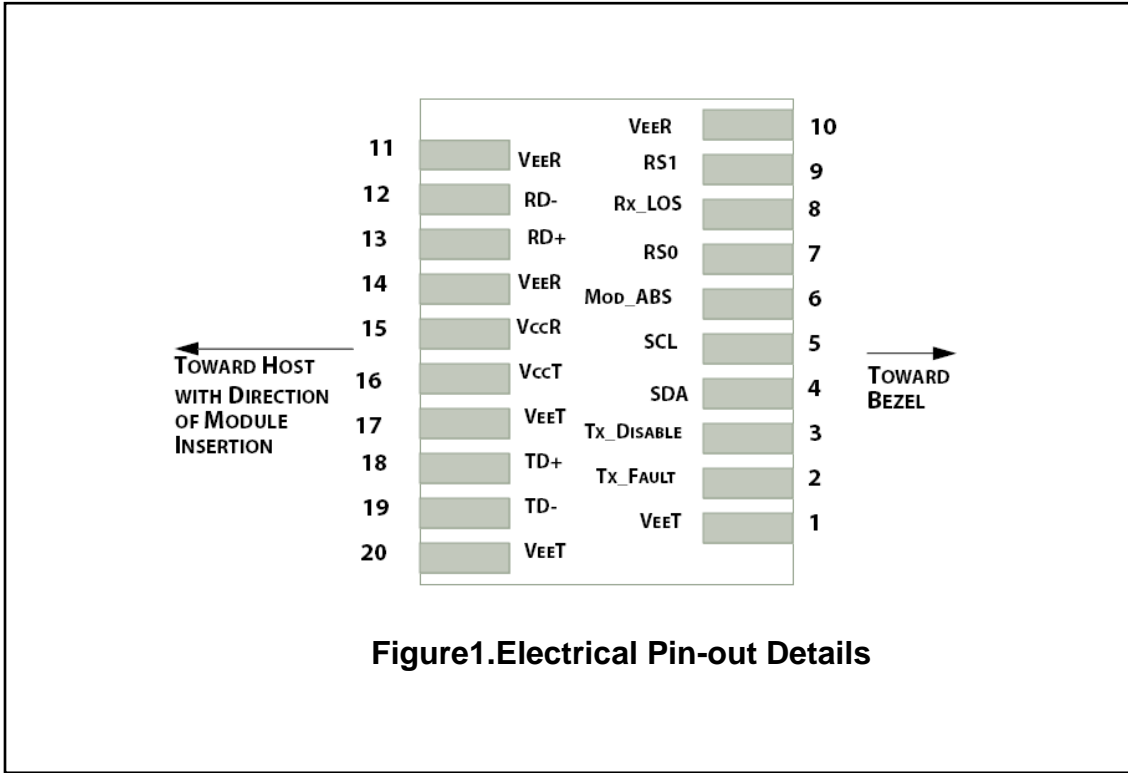 VEER 10
11 VEER
RS1 9
12 RD-
Rx_LOS 8
13 RD+
RS0 7
14 VEER
MOD_ABS 6
15 VccR
SCL 5
16 VccT
SDA 4
17 VEET
Tx_DISABLE 3
18 TD+
Tx_FAULT 2
19 TD-
VEET 1
20 VEET
TOWARD HOST
WITH DIRECTION
OF MODULE
INSERTION
TOWARD
BEZEL
Figure1.Electrical Pin-out Details